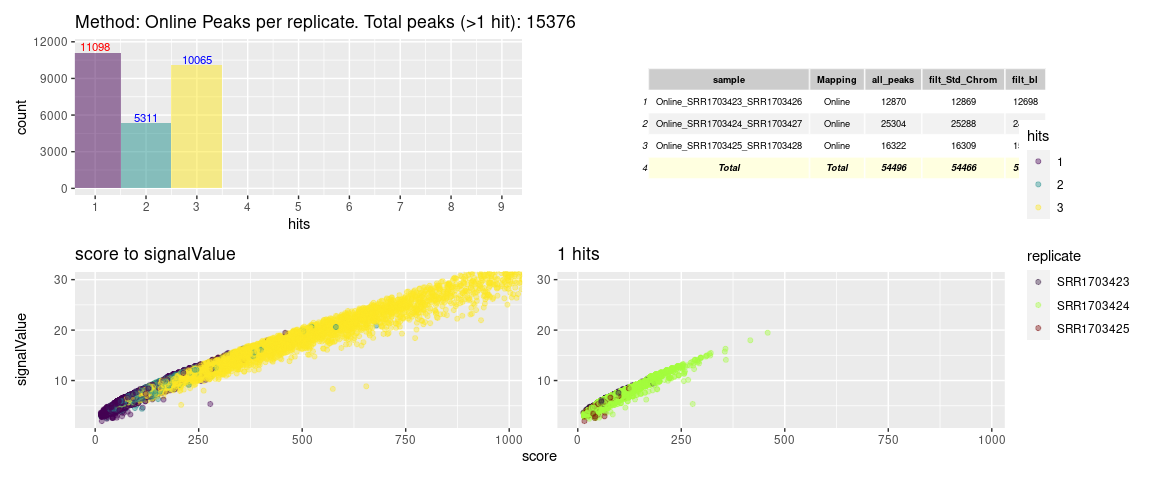 Method: Online Peaks per replicate. Total peaks (>1 hit): 15376
12000
9000
6000
3000
0
count
11098
5311
10065
1 2 3 4 5 6 7 8 9
hits
sample Mapping all_peaks filt_Std_Chrom filt_bl
1 Online_SRR1703423_SRR1703426 Online 12870 12869 12698
2 Online_SRR1703424_SRR1703427 Online 25304 25288
3 Online_SRR1703425_SRR1703428 Online 16322 16309
4 Total Total 54496 54466
hits
1
2
3
score to signalValue
30
20
10
signalValue
0 250 500 750 1000
1 hits
30
20
10
0 250 500 750 1000
score
replicate
SRR1703423
SRR1703424
SRR1703425